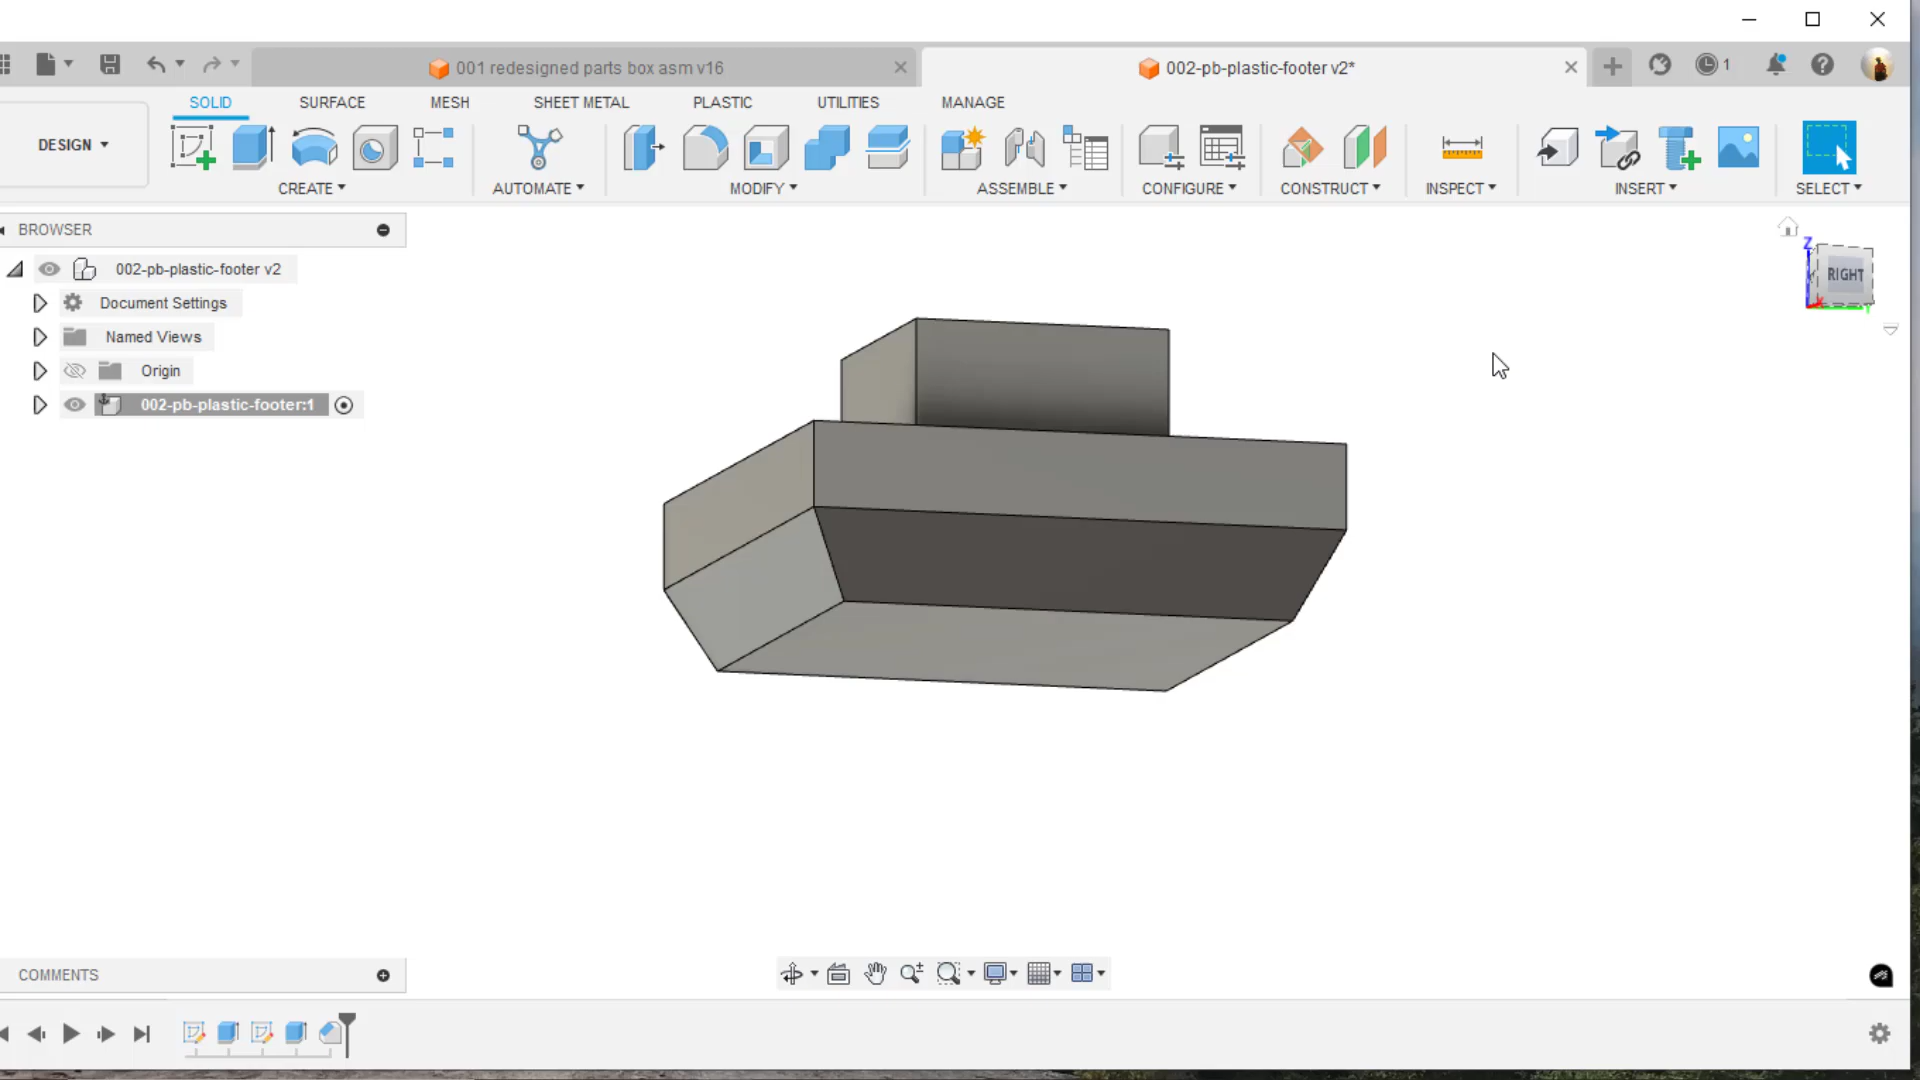 001 redesigned parts box asm v16
002-pb-plastic-footer v2*
1
SOLID
SURFACE
MESH
SHEET METAL
PLASTIC
UTILITIES
MANAGE
DESIGN
CREATE
AUTOMATE
MODIFY
ASSEMBLE
CONFIGURE
CONSTRUCT
INSPECT
INSERT
SELECT
BROWSER
002-pb-plastic-footer v2
Document Settings
Named Views
Origin
002-pb-plastic-footer:1
Z
RIGHT
X
Y
COMMENTS